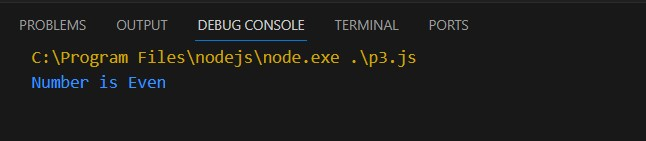 PROBLEMS OUTPUT DEBUG CONSOLE TERMINAL PORTS
C:\Program Files\nodejs\node.exe .\p3.js
Number is Even